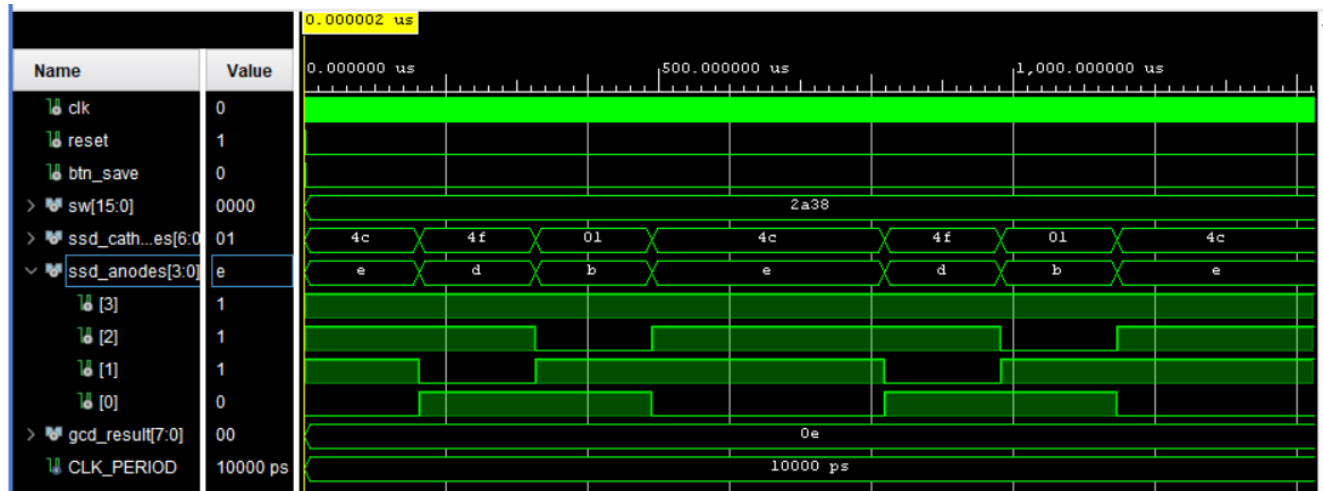 0.000002 us
Name Value 0.000000 us 500.000000 us 1,000.000000 us
clk 0
reset 1
btn_save 0
sw[15:0] 0000 2a38
ssd_cath...es[6:0 01 4c 4f 01 4c 4f 01 4c
ssd_anodes[3:0] e e d b e d b e
[3] 1
[2] 1
[1] 1
[0] 0
gcd_result[7:0] 00 0e
CLK_PERIOD 10000 ps 10000 ps